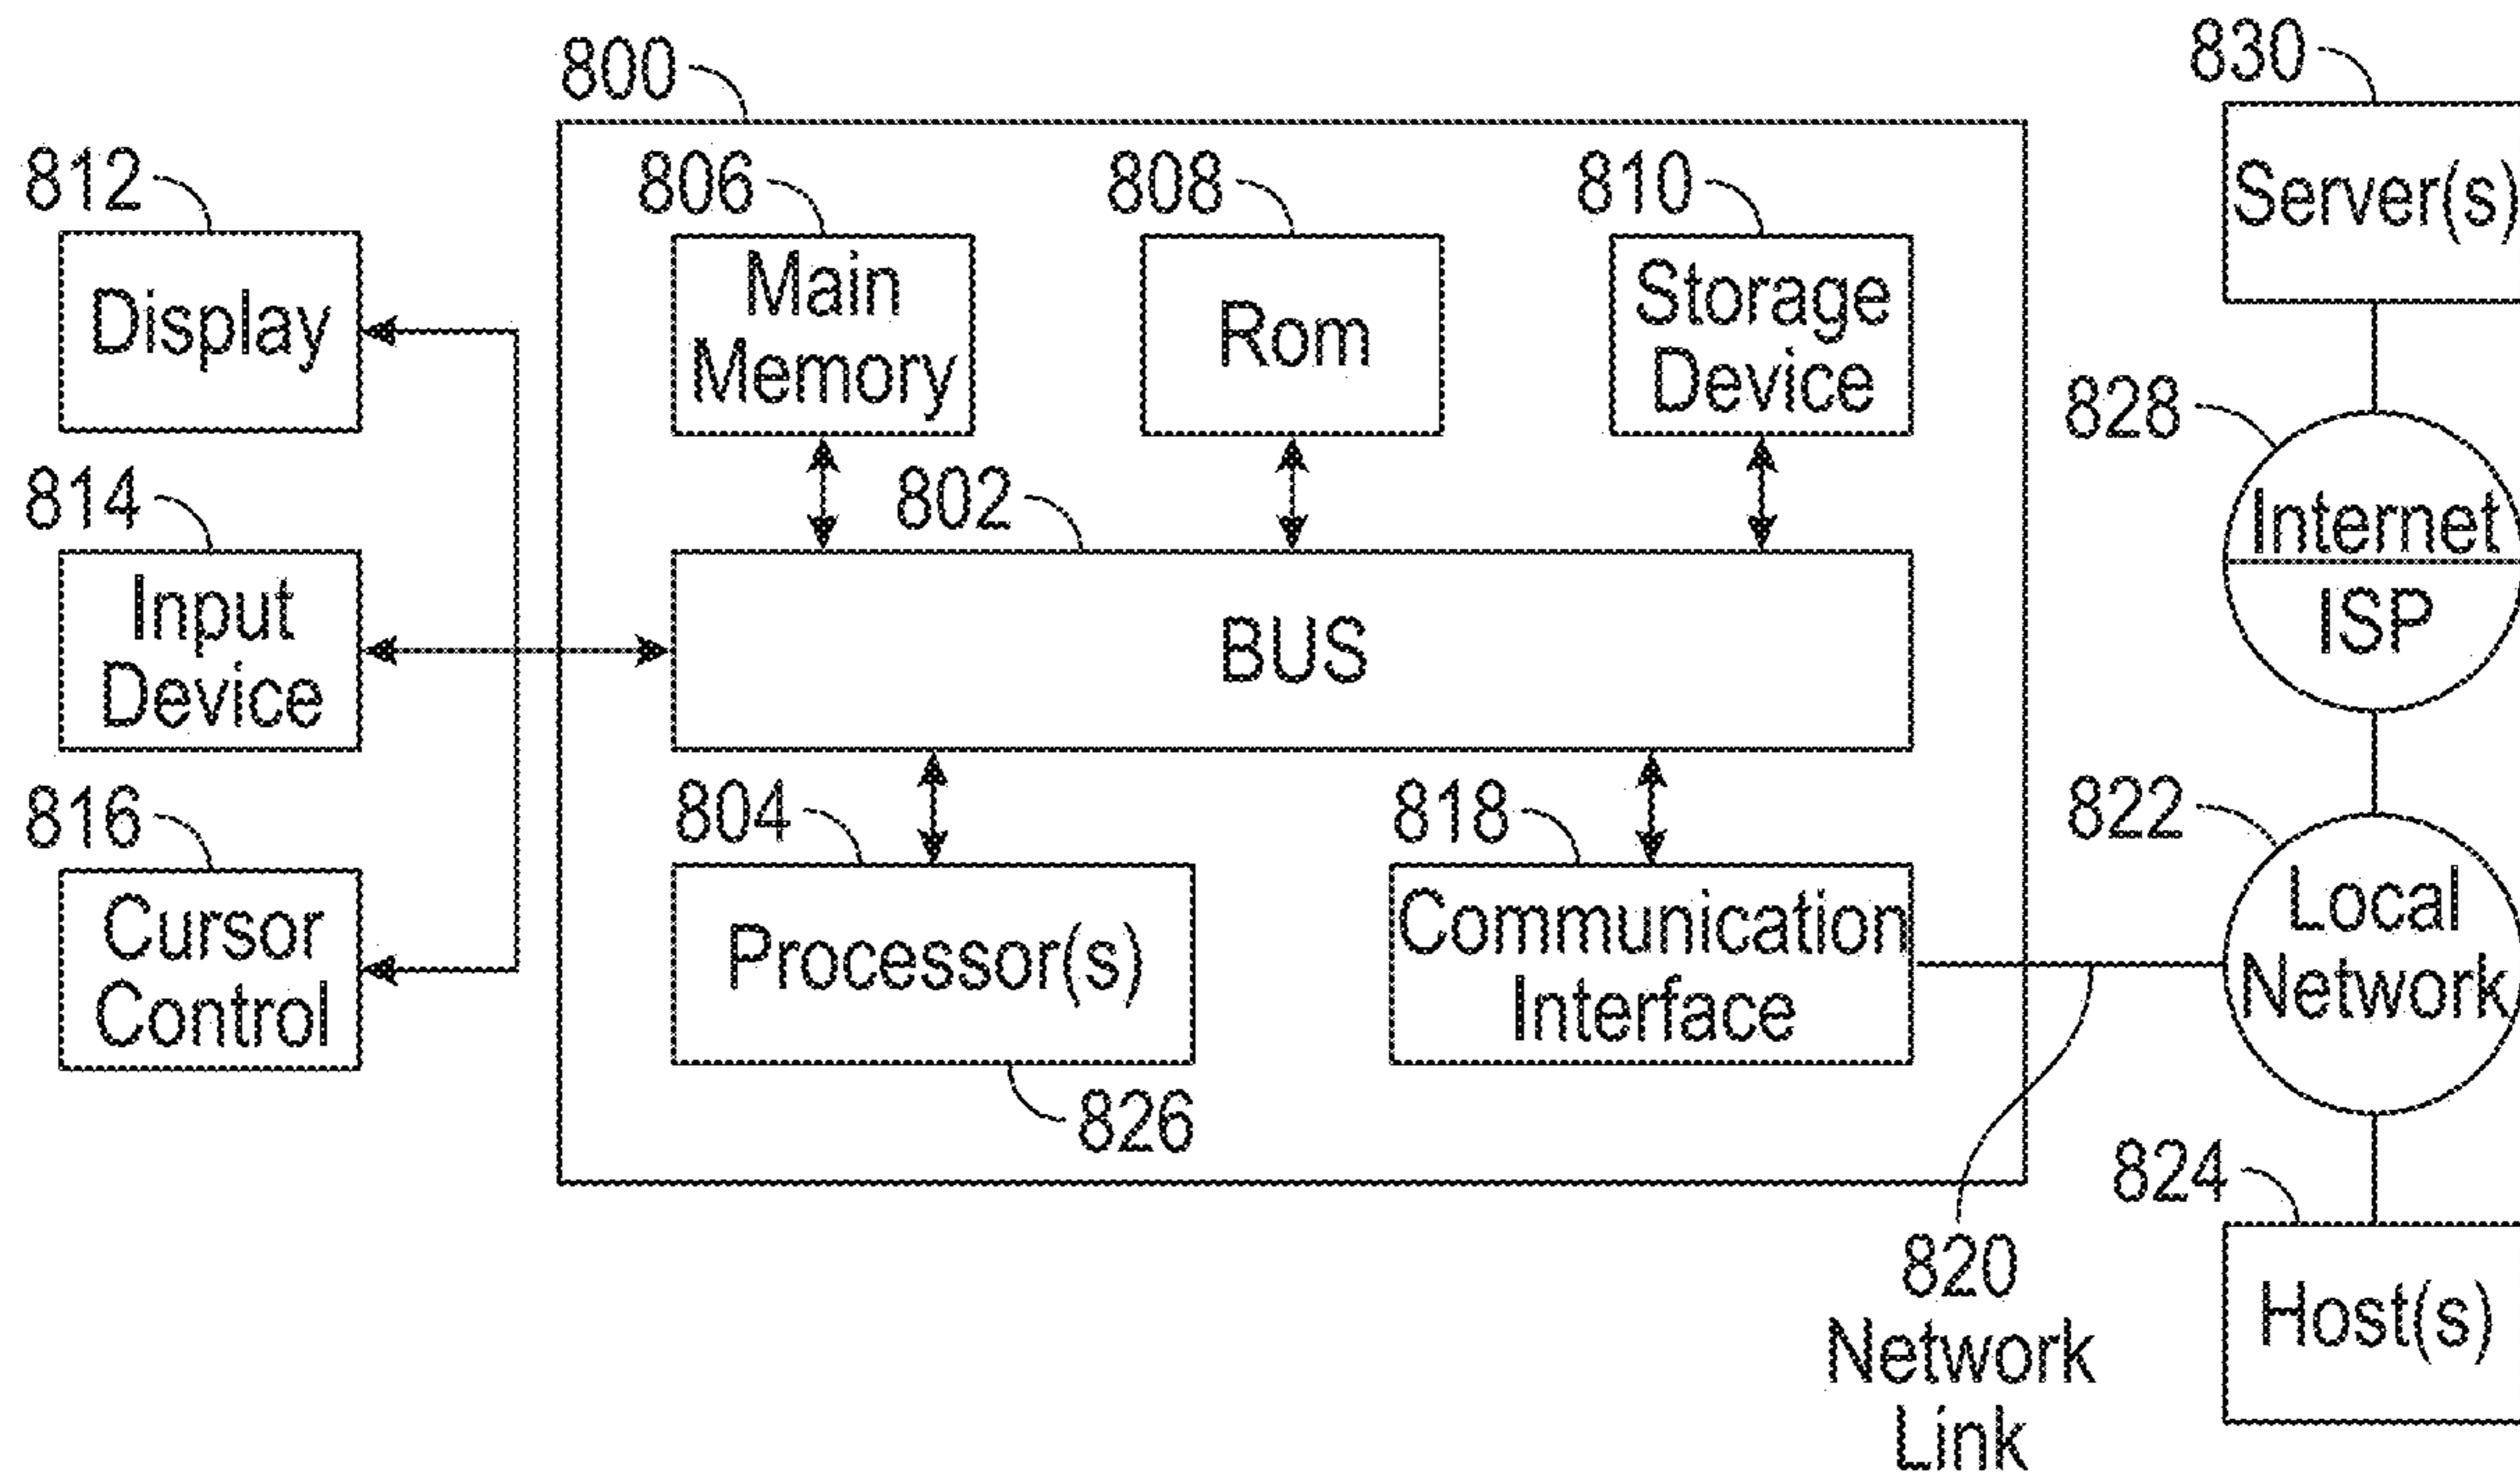 800
830
812
806
808
810
Server(s)
Display
Main
Memory
Rom
Storage
Device
828
814
802
Internet
ISP
Input
Device
BUS
816
804
818
822
Cursor
Control
Processor(s)
Communication
Interface
Local
Network
826
824
820
Network
Link
Host(s)